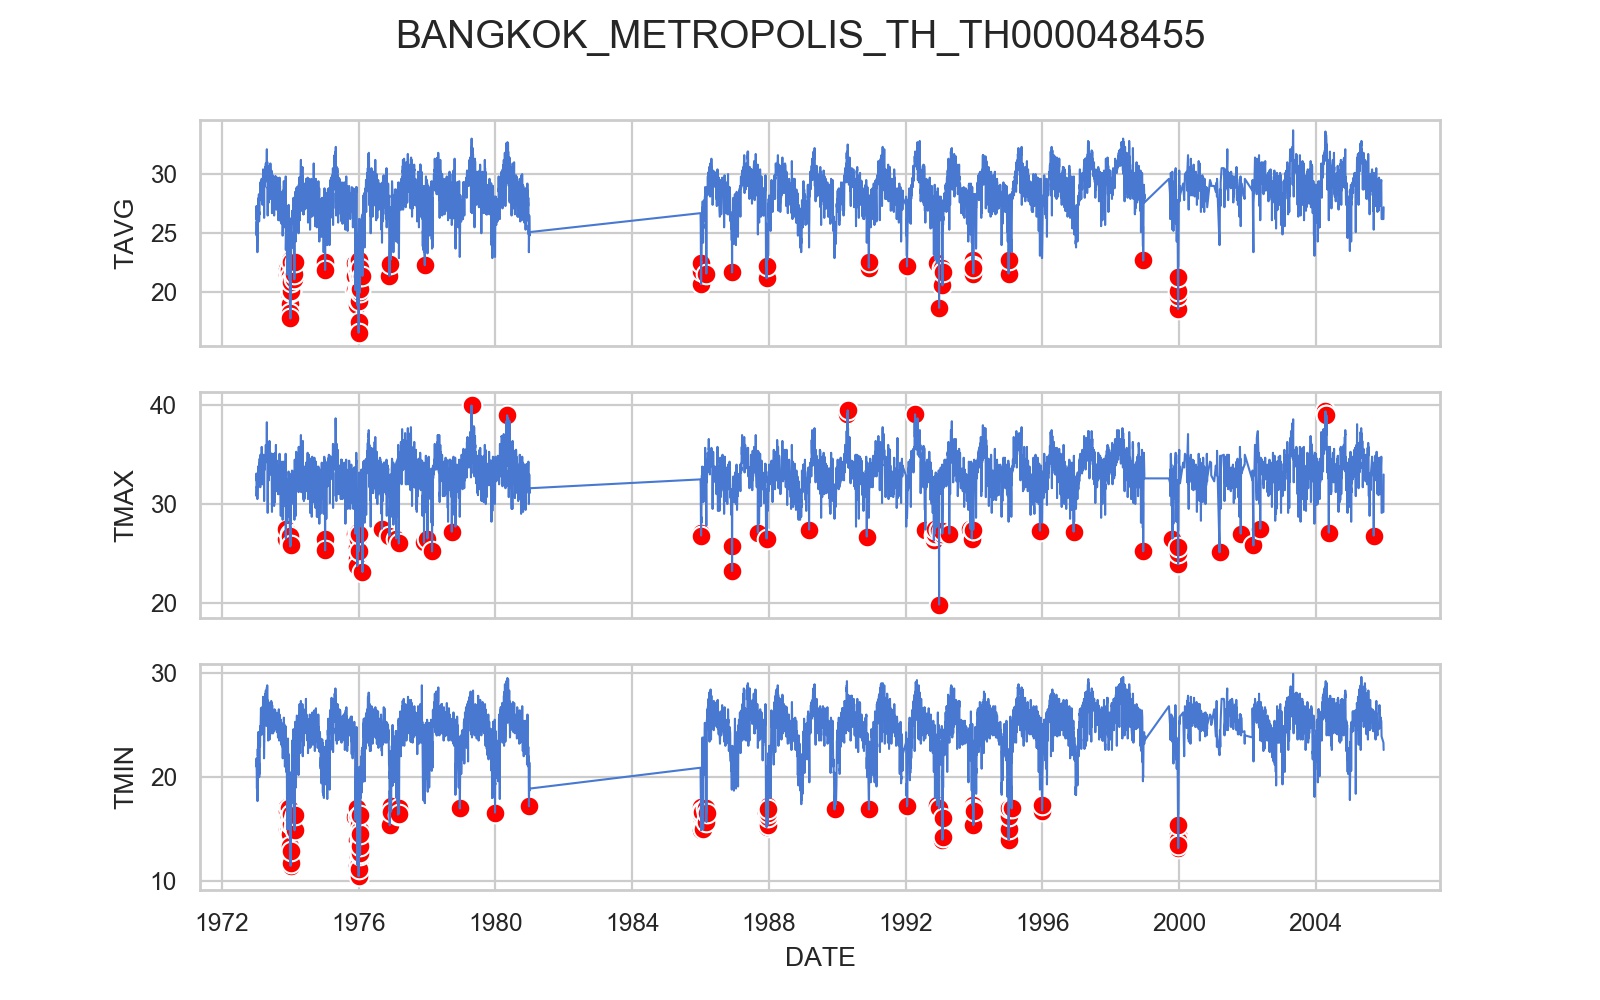 BANGKOK_METROPOLIS_TH_TH000048455
TAVG
30
25
20
TMAX
40
30
20
TMIN
30
20
10
1972 1976 1980 1984 1988 1992 1996 2000 2004
DATE